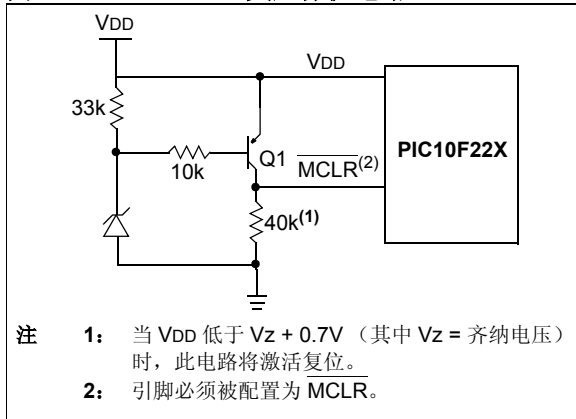 VDD
VDD
33k
Q1
MCLR(2)
PIC10F22X
10k
40k(1)
注 1： 当 VDD 低于 Vz + 0.7V （其中 Vz = 齐纳电压）
时，此电路将激活复位。
2： 引脚必须被配置为 MCLR。